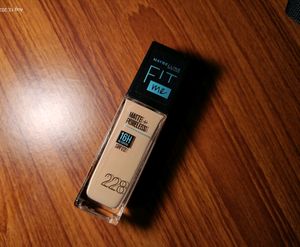 MAYBELLINE
FIT
me
MATTE +
PORELESS
16H
228